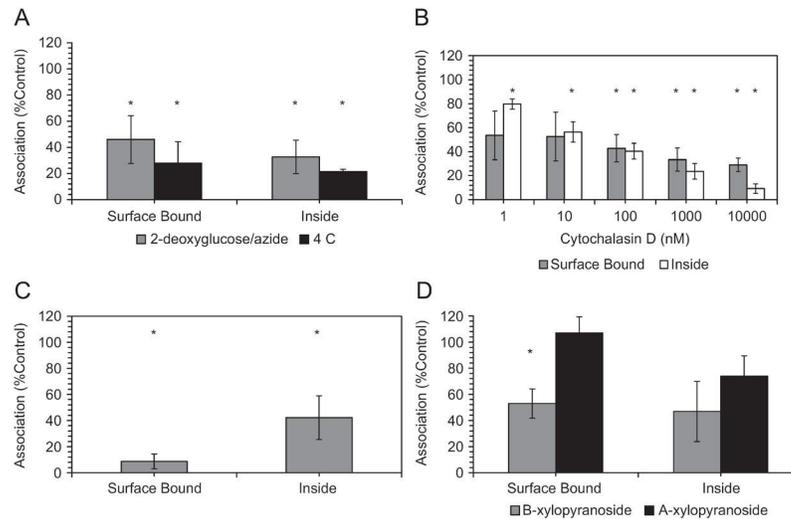 A
Association (%Control)
120
100
80
60
40
20
0
* * * *
Surface Bound Inside
2-deoxyglucose/azide 4 C
B
Association (%Control)
120
100
80
60
40
20
0
* * * * * * * *
1 10 100 1000 10000
Cytochalasin D (nM)
Surface Bound Inside
C
Association (%Control)
120
100
80
60
40
20
0
* *
Surface Bound Inside
D
Association (%Control)
120
100
80
60
40
20
0
*
Surface Bound Inside
B-xylopyranoside A-xylopyranoside